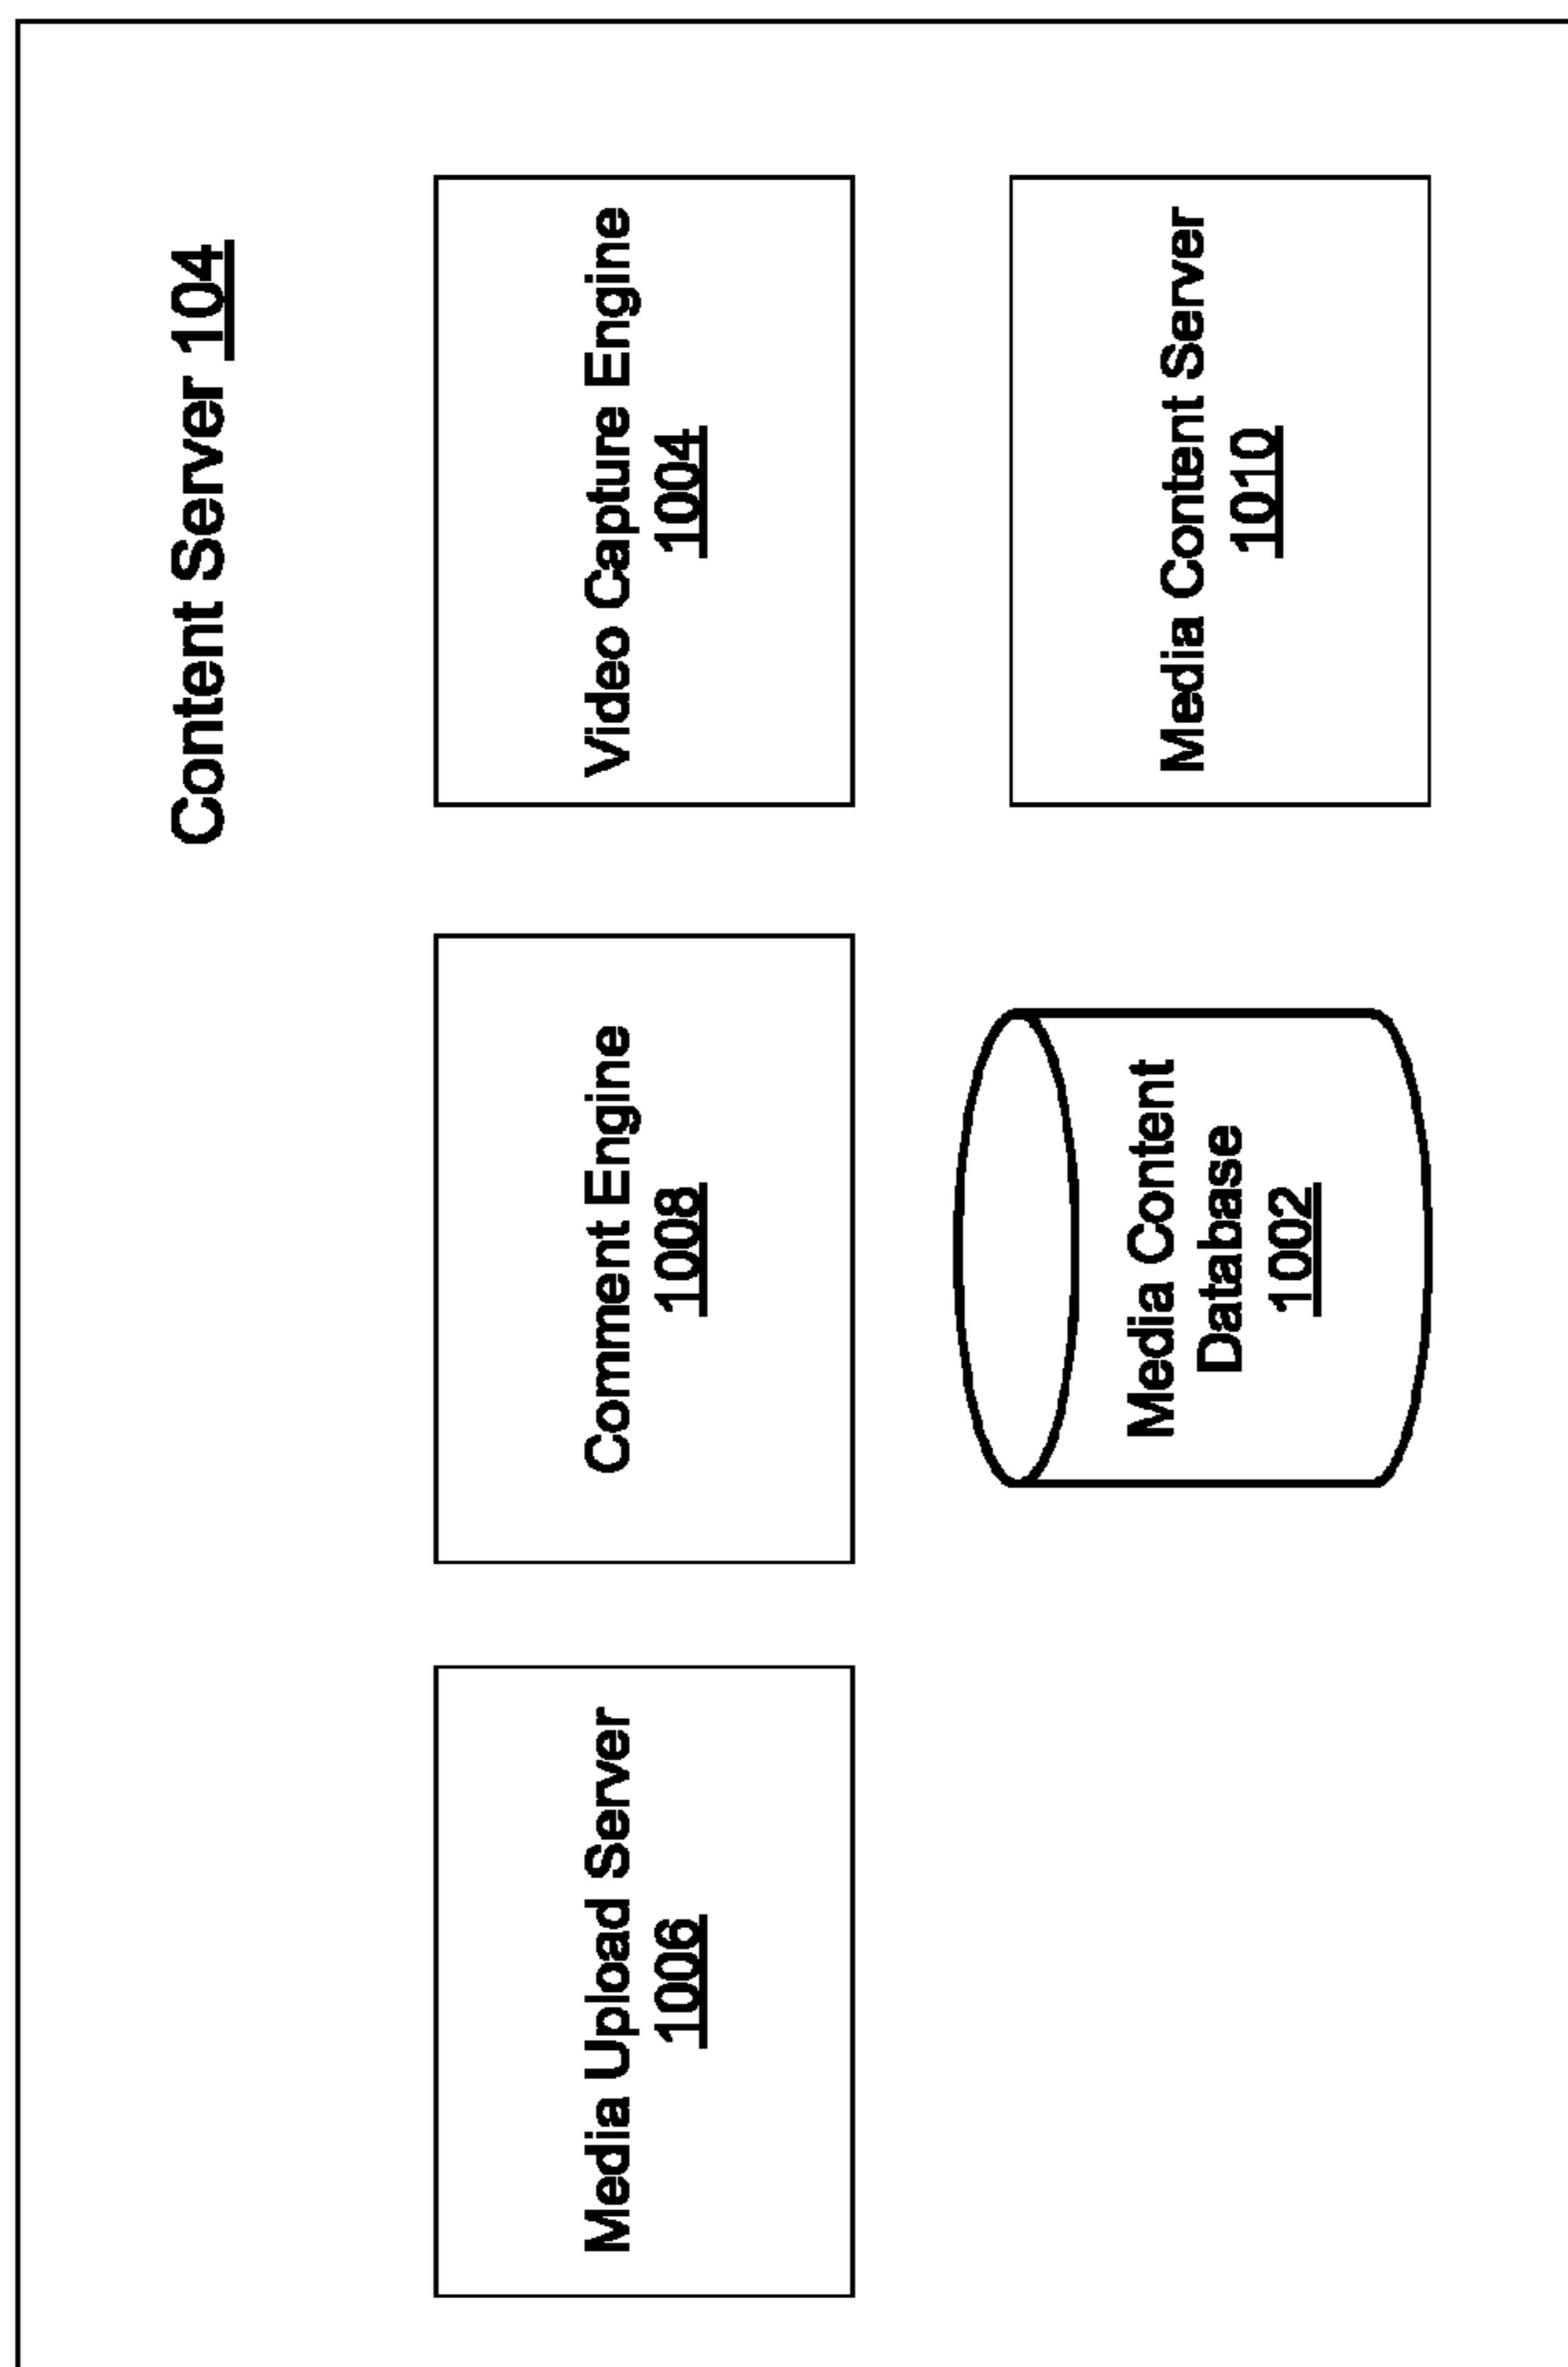 Content Server 104
Media Upload Server
1006
Comment Engine
1008
Video Capture Engine
1004
Media Content
Database
1002
Media Content Server
1010